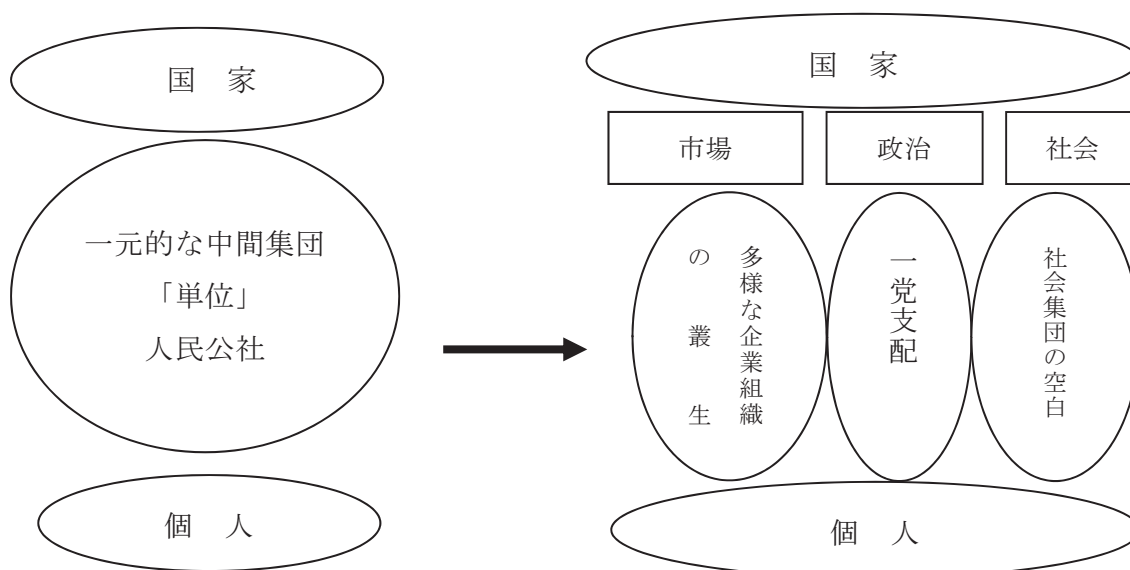 国　家
一元的な中間集団
「単位」
人民公社
個　人
国　家
市場
政治
社会
多様な企業組織
の叢生
一党支配
社会集団の空白
個　人